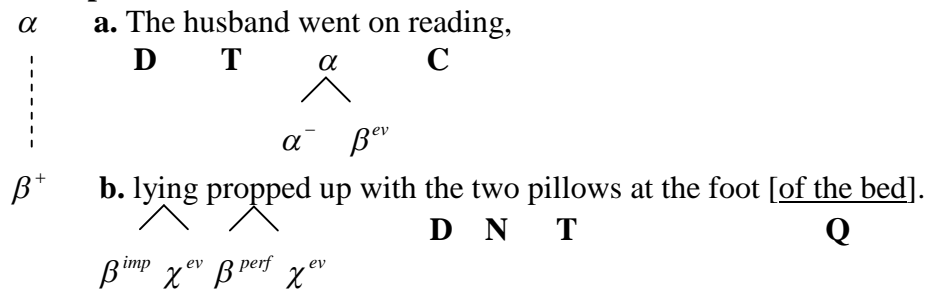 α a. The husband went on reading,
D T α C
α⁻ β^ev
β⁺ b. lying propped up with the two pillows at the foot [of the bed].
D N T Q
β^imp χ^ev β^perf χ^ev